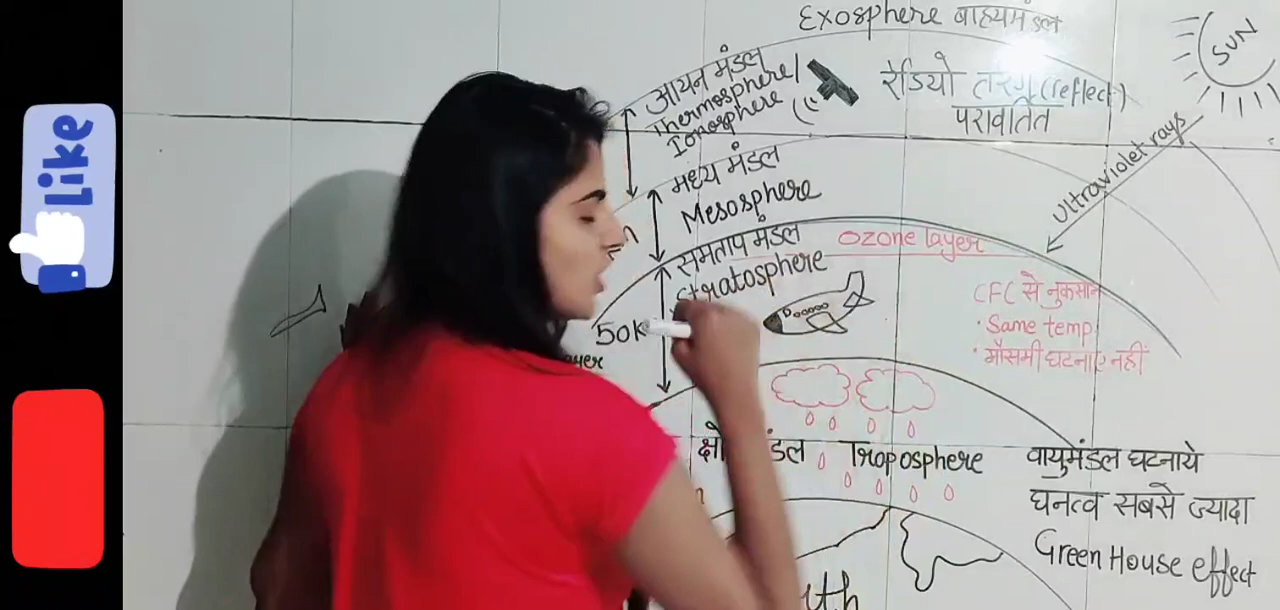 Exosphere बाह्यमंडल
SUN
आयन मंडल
Thermosphere/
Ionosphere
रेडियो तरंग (reflect)
परावर्तित
Ultraviolet rays
मध्य मंडल
Mesosphere
समताप मंडल
Stratosphere
Ozone layer
CFC से नुकसान
• Same temp
• मौसमी घटनाए नहीं
50K
Troposphere
वायुमंडल घटनाये
घनत्व सबसे ज्यादा
Green House effect
Like